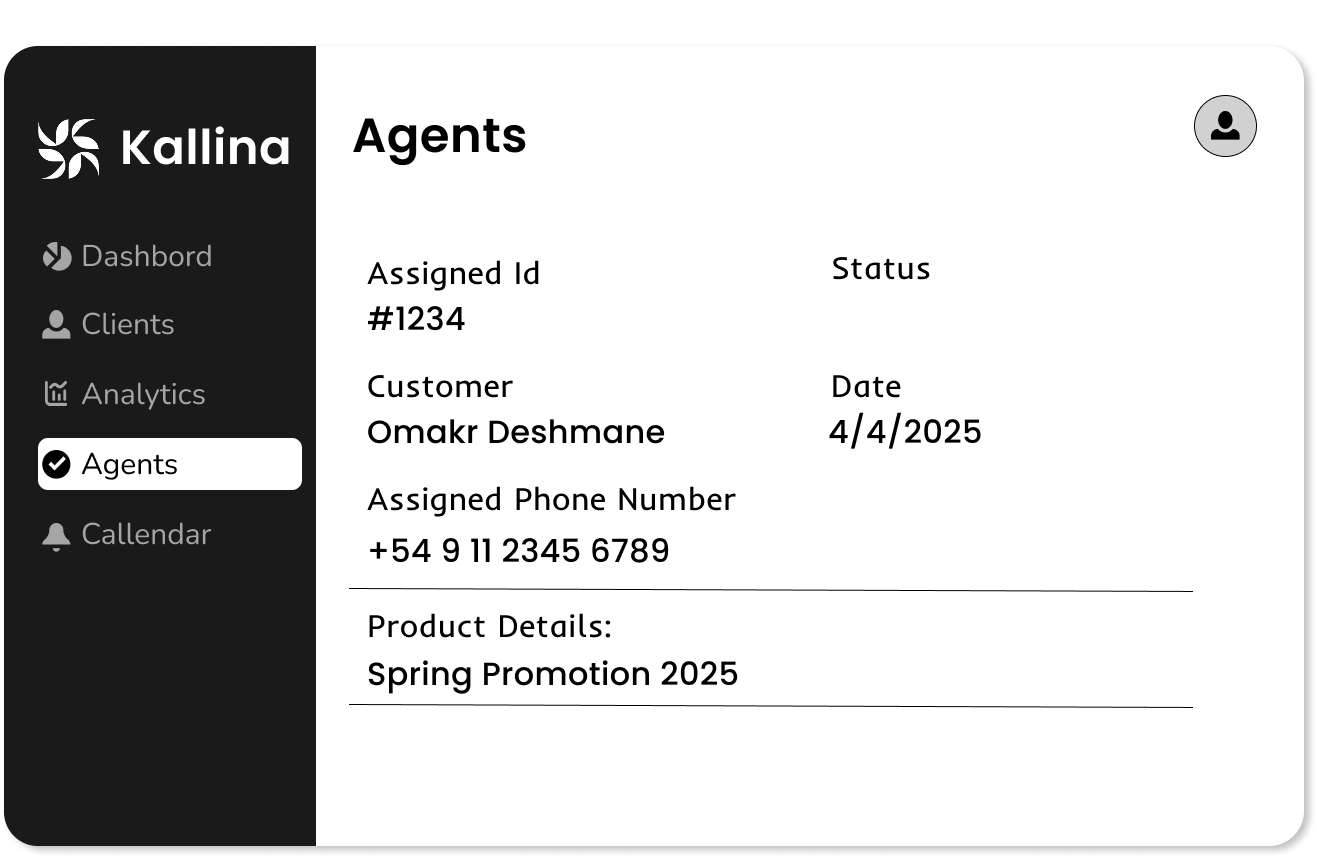 Kallina
Dashbord
Clients
Analytics
Agents
Callendar
Agents
Assigned Id
#1234
Status
Customer
Omakr Deshmane
Date
4/4/2025
Assigned Phone Number
+54 9 11 2345 6789
Product Details:
Spring Promotion 2025